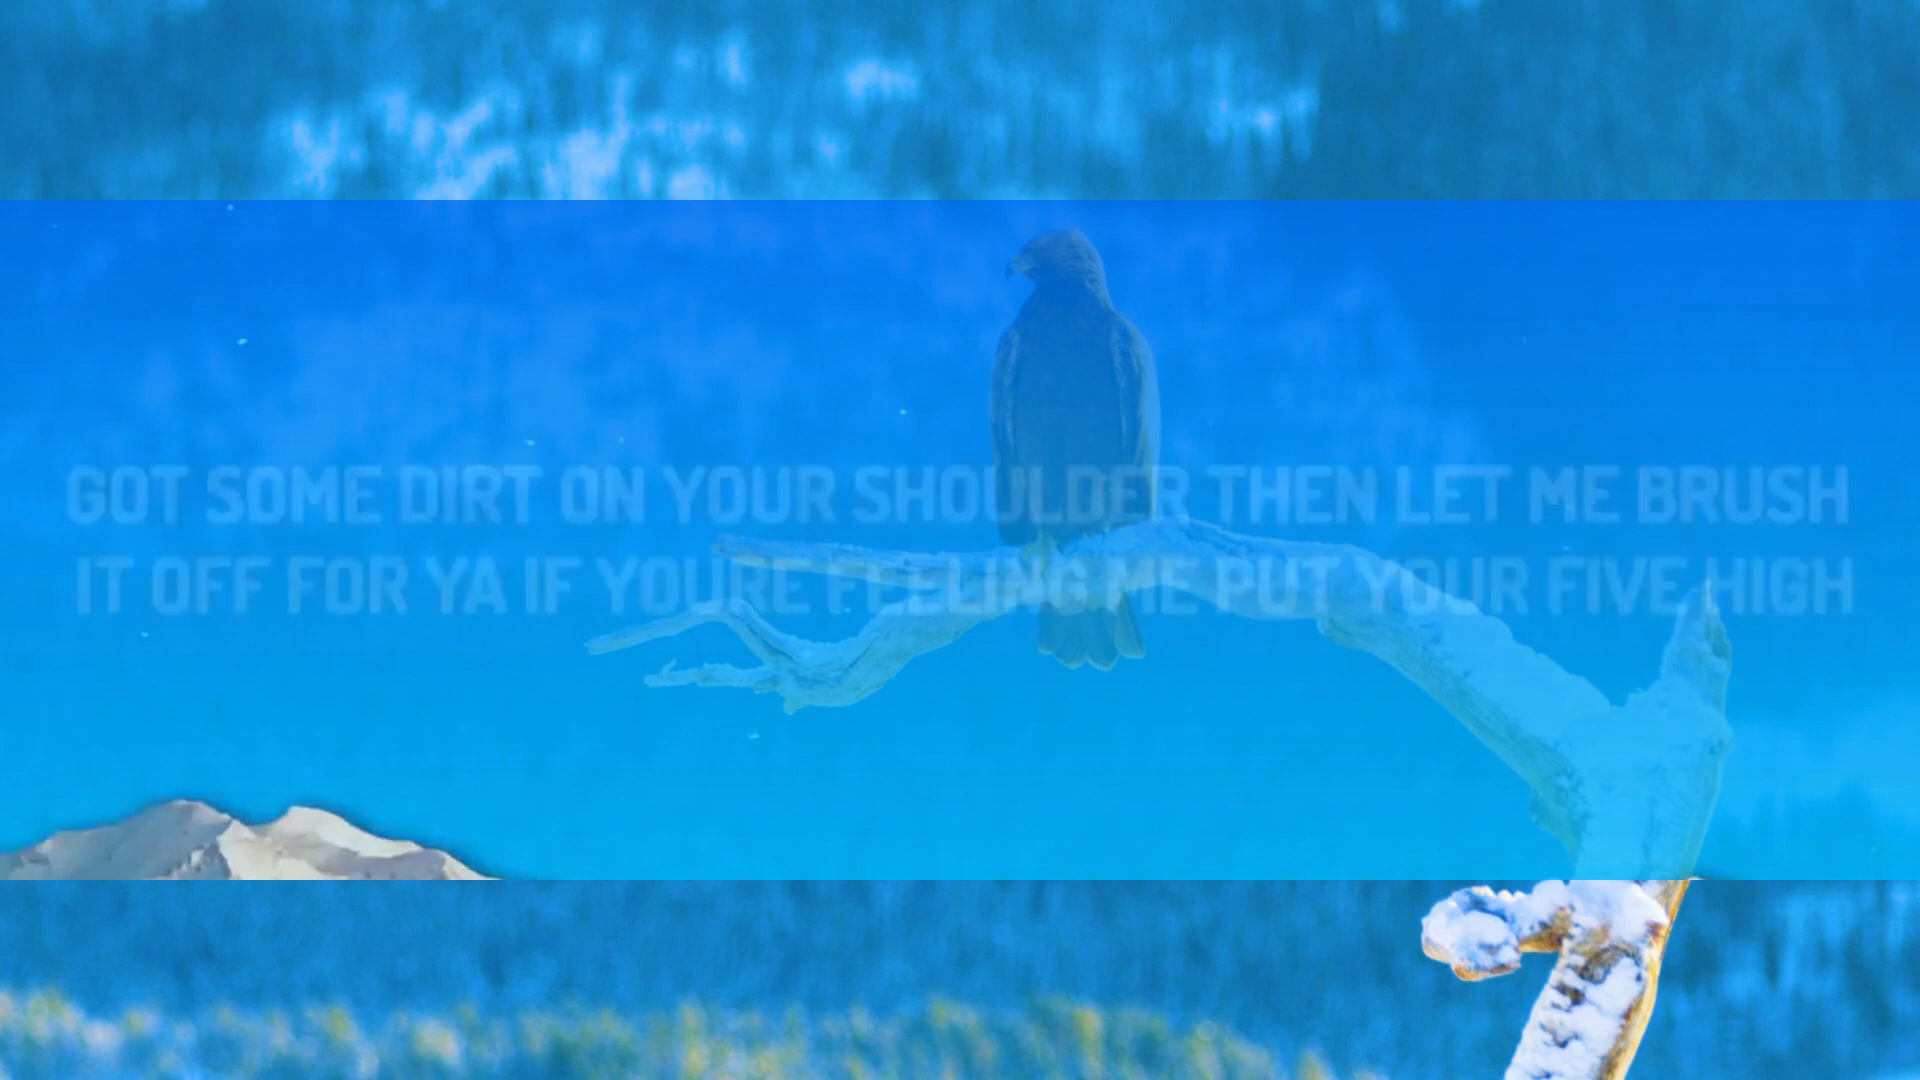 GOT SOME DIRT ON YOUR SHOULDER THEN LET ME BRUSH
IT OFF FOR YA IF YOURE FEELING ME PUT YOUR FIVE HIGH